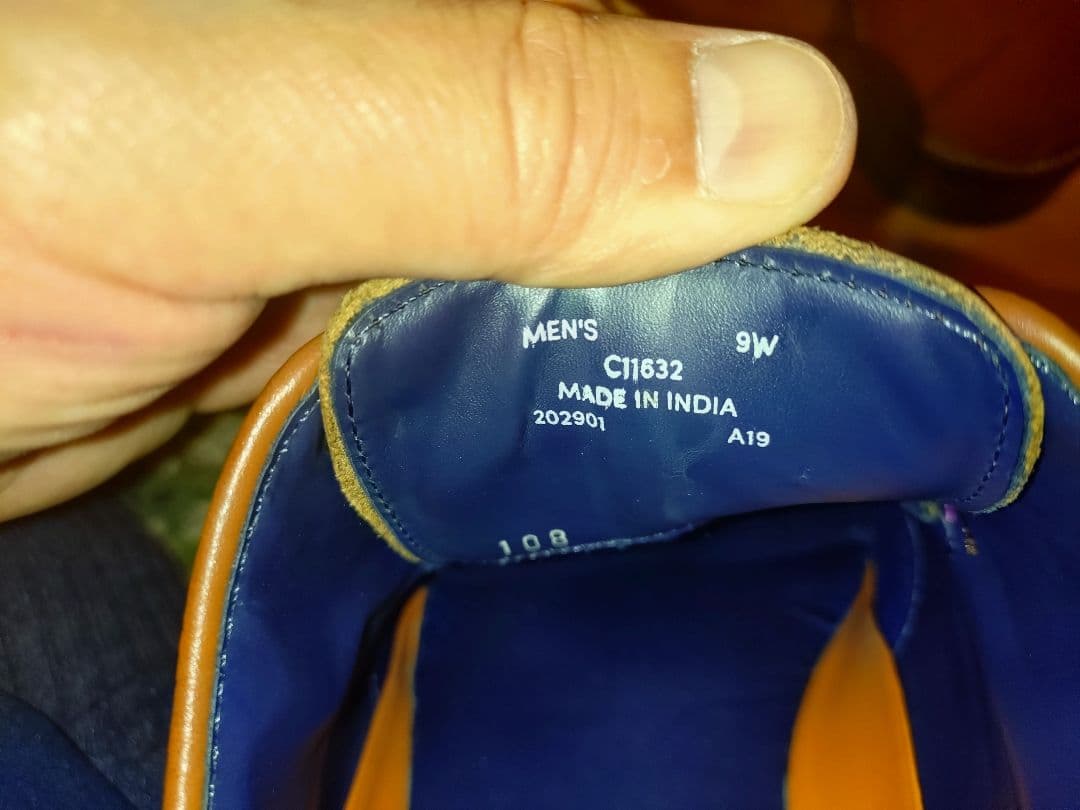 MEN'S 9W
C11632
MADE IN INDIA
202901 A19
108